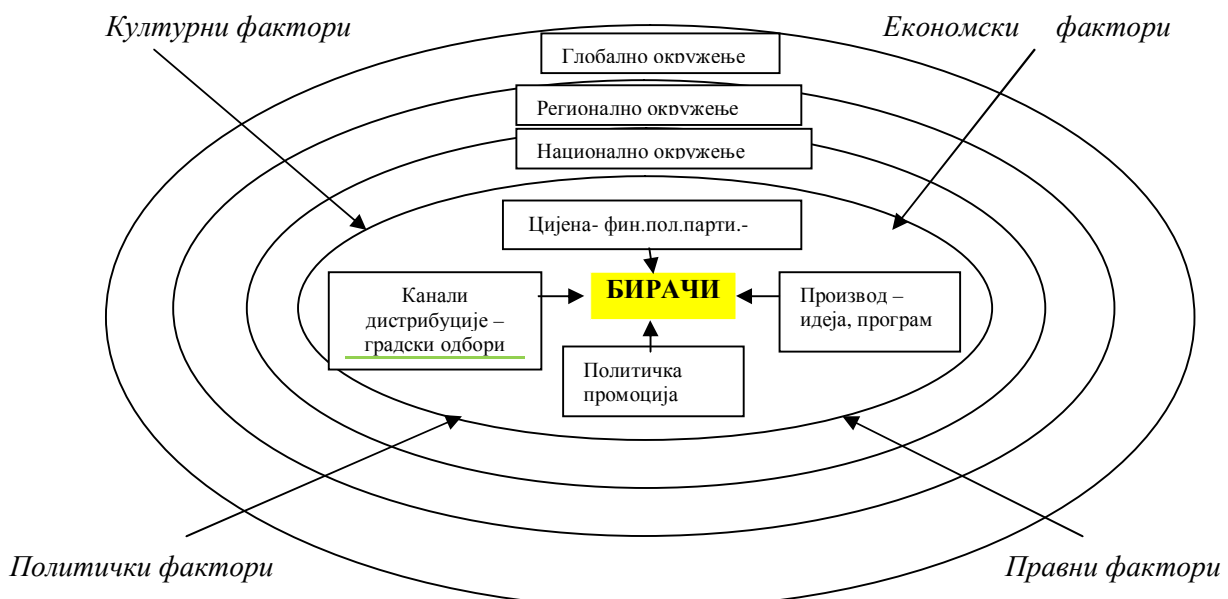 Културни фактори
Економски фактори
Глобално окружење
Регионално окружење
Национално окружење
Цијена- фин.пол.парти.-
БИРАЧИ
Канали
дистрибуције –
градски одбори
Производ –
идеја, програм
Политичка
промоција
Политички фактори
Правни фактори